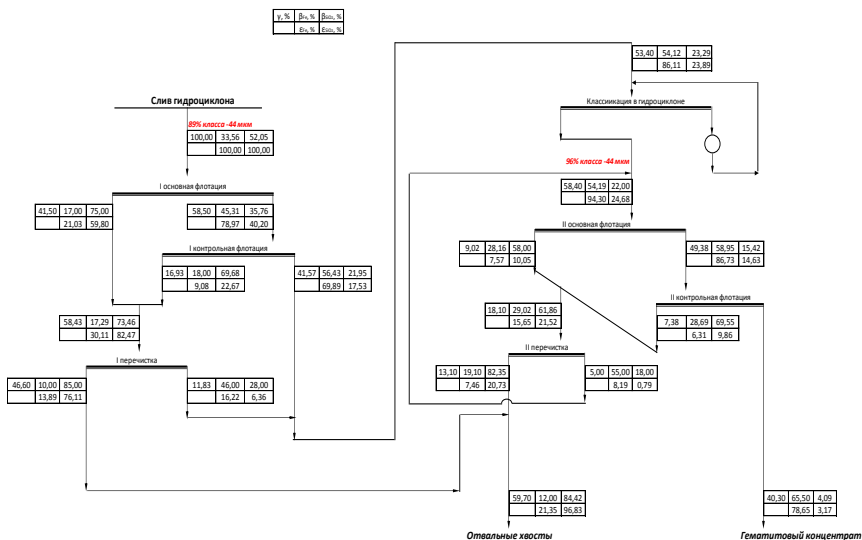 γ, % βFe, % βSiO₂, %
εFe, % εSiO₂, %
53,40 54,12 23,29
86,11 23,89
Слив гидроциклона
89% класса -44 мкм
100,00 33,56 52,05
100,00 100,00
Классиикация в гидроциклоне
96% класса -44 мкм
58,40 54,19 22,00
94,30 24,68
I основная флотация
41,50 17,00 75,00
21,03 59,80
58,50 45,31 35,76
78,97 40,20
I контрольная флотация
16,93 18,00 69,68
9,08 22,67
41,57 56,43 21,95
69,89 17,53
58,43 17,29 73,46
30,11 82,47
I перечистка
46,60 10,00 85,00
13,89 76,11
11,83 46,00 28,00
16,22 6,36
II основная флотация
9,02 28,16 58,00
7,57 10,05
49,38 58,95 15,42
86,73 14,63
II контрольная флотация
18,10 29,02 61,86
15,65 21,52
7,38 28,69 69,55
6,31 9,86
II перечистка
13,10 19,10 82,35
7,46 20,73
5,00 55,00 18,00
8,19 0,79
59,70 12,00 84,42
21,35 96,83
40,30 65,50 4,09
78,65 3,17
Отвальные хвосты
Гематитовый концентрат